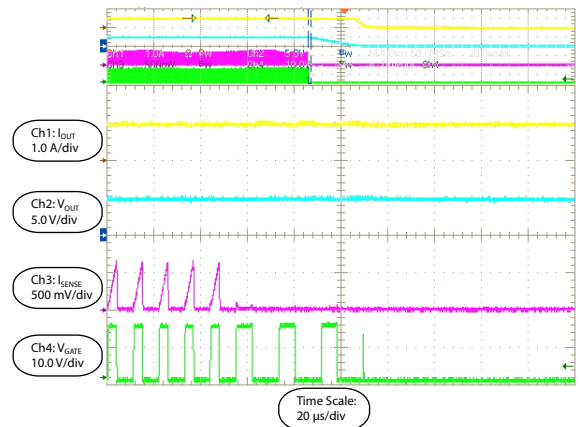 Ch1: IOUT
1.0 A/div
Ch2: VOUT
5.0 V/div
Ch3: ISENSE
500 mV/div
Ch4: VGATE
10.0 V/div
Time Scale:
20 µs/div